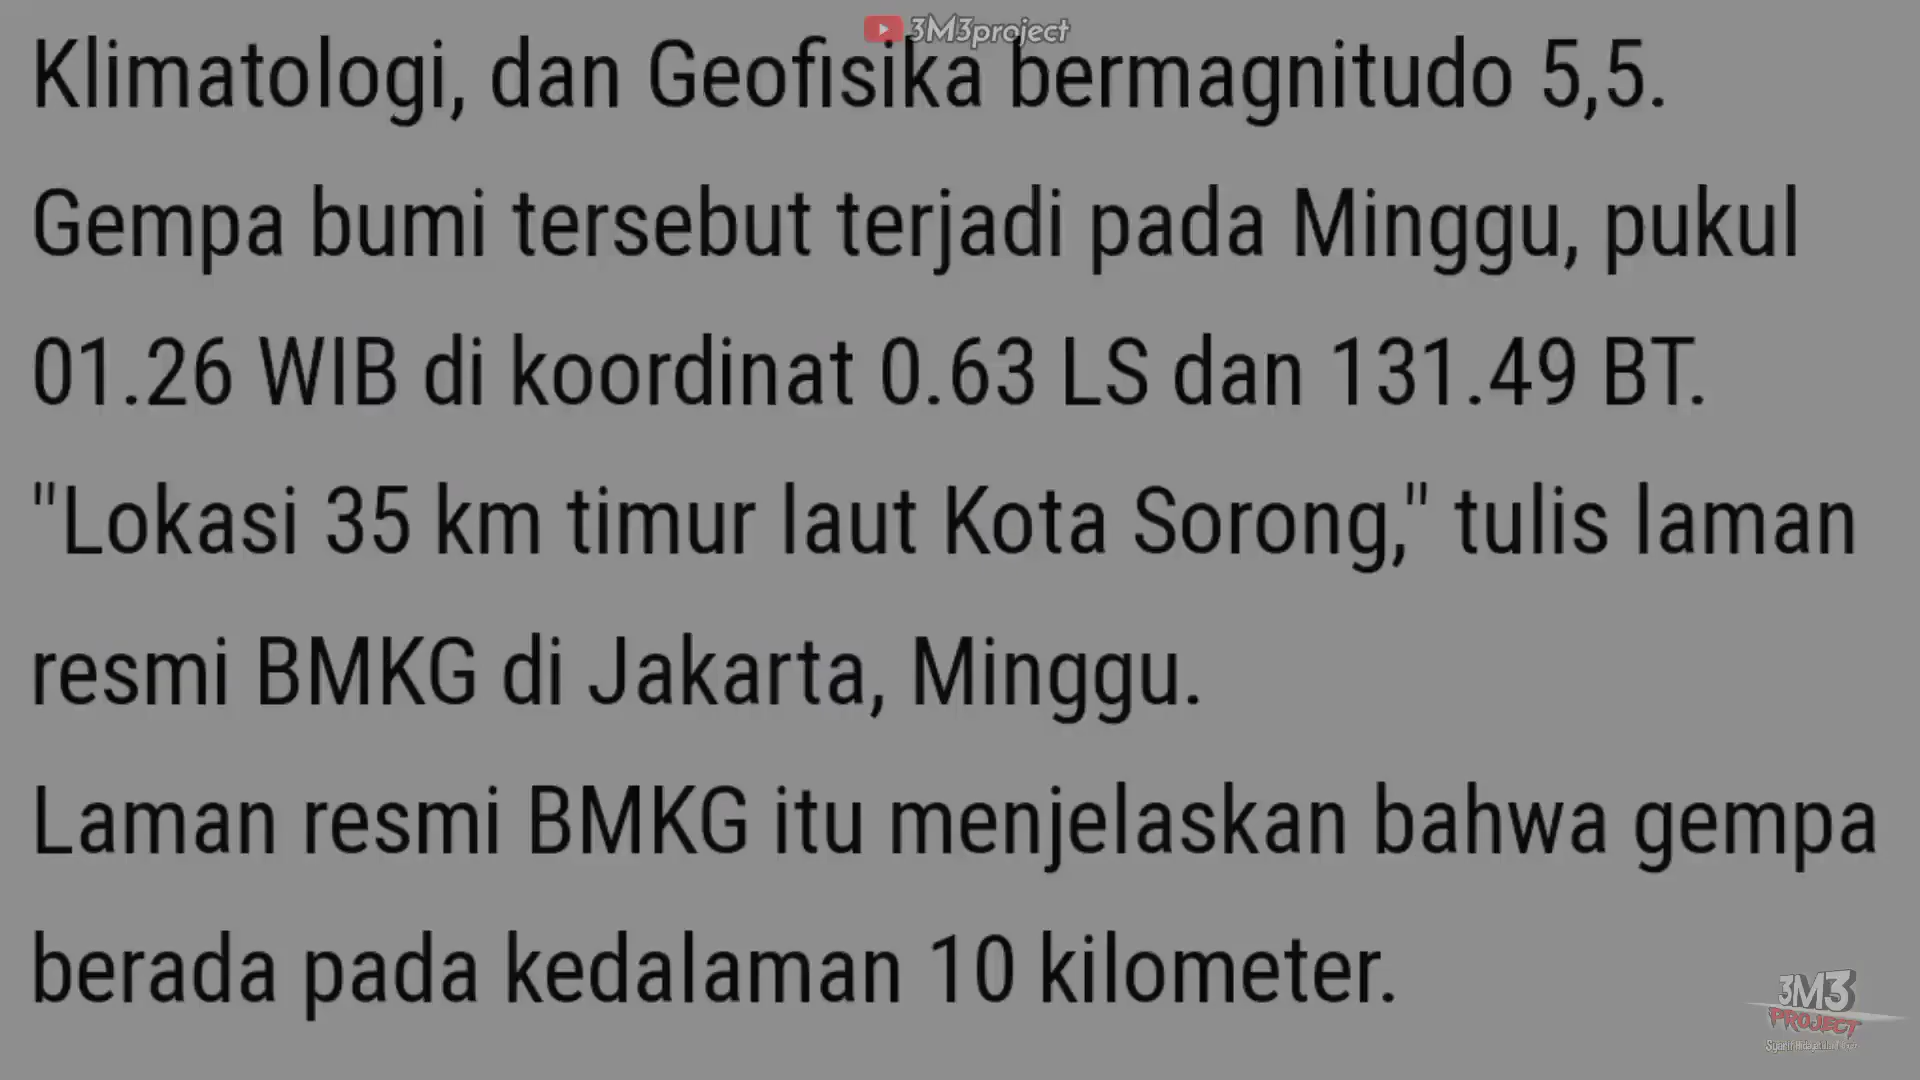 3M3project
Klimatologi, dan Geofisika bermagnitudo 5,5.
Gempa bumi tersebut terjadi pada Minggu, pukul
01.26 WIB di koordinat 0.63 LS dan 131.49 BT.
"Lokasi 35 km timur laut Kota Sorong," tulis laman
resmi BMKG di Jakarta, Minggu.
Laman resmi BMKG itu menjelaskan bahwa gempa
berada pada kedalaman 10 kilometer.
3M3
PROJECT